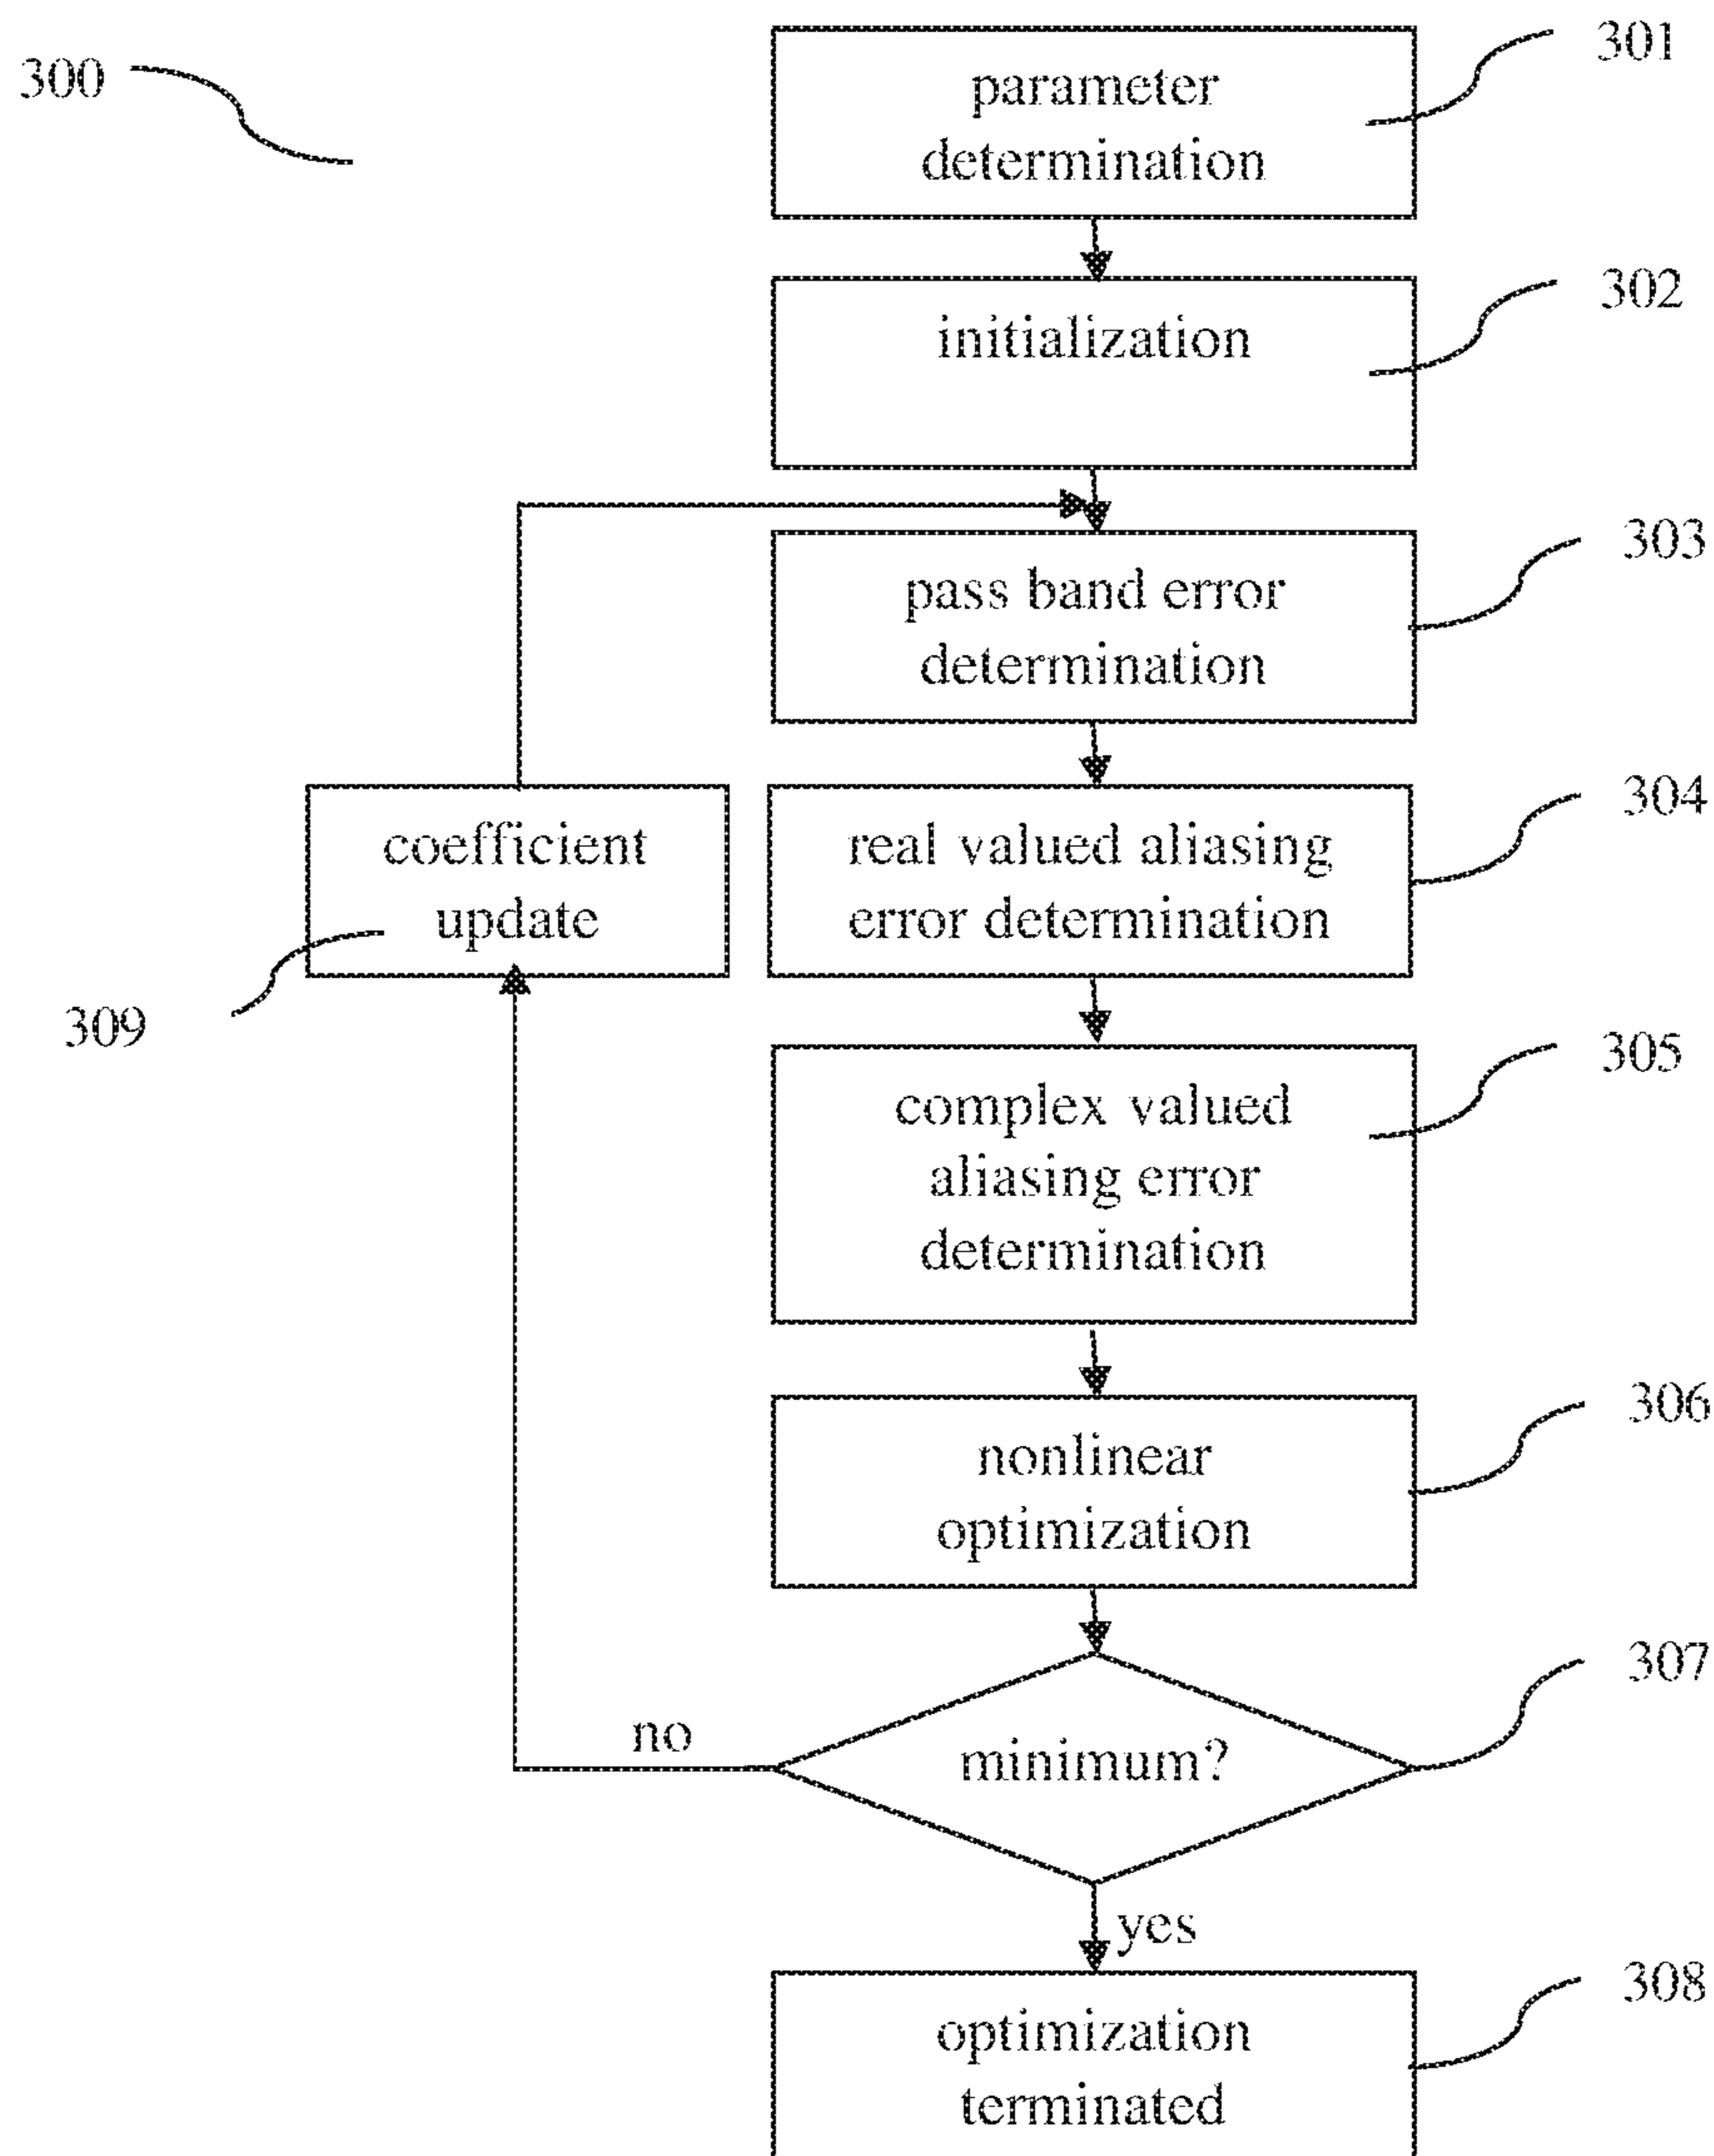 300
301
parameter
determination
302
initialization
303
pass band error
determination
304
real valued aliasing
error determination
coefficient
update
309
305
complex valued
aliasing error
determination
306
nonlinear
optimization
307
minimum?
no
yes
308
optimization
terminated